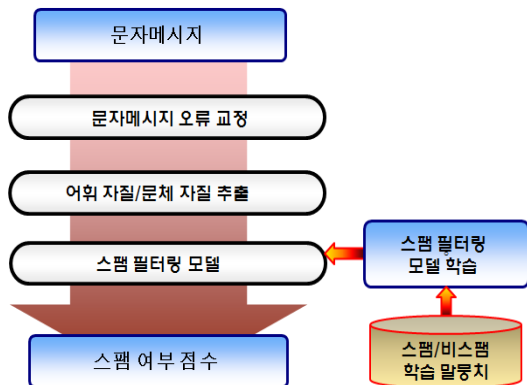 문자메시지
문자메시지 오류 교정
어휘 자질/문체 자질 추출
스팸 필터링 모델
스팸 여부 점수
스팸 필터링
모델 학습
스팸/비스팸
학습 말뭉치